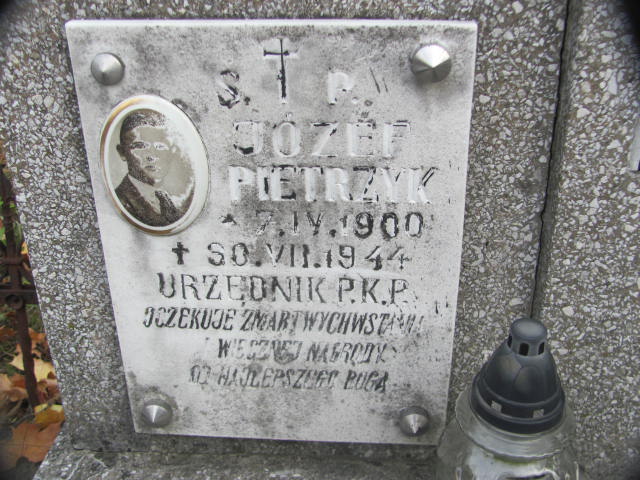 Ś. † P.
JÓZEF
PIETRZYK
* 7.IV.1900
✝ 30.VII.1944
URZĘDNIK P.K.P.
OCZEKUJE ZMARTWYCHWSTANIA
I WIECZNEJ NAGRODY
OD NAJLEPSZEGO BOGA